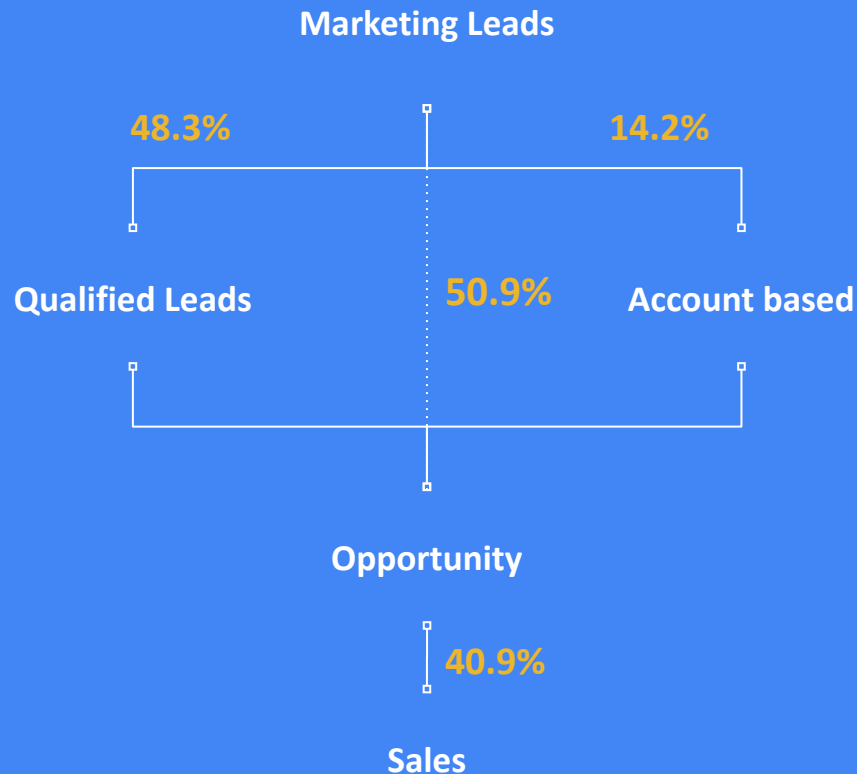 Marketing Leads
48.3%
14.2%
50.9%
Qualified Leads
Account based
Opportunity
40.9%
Sales